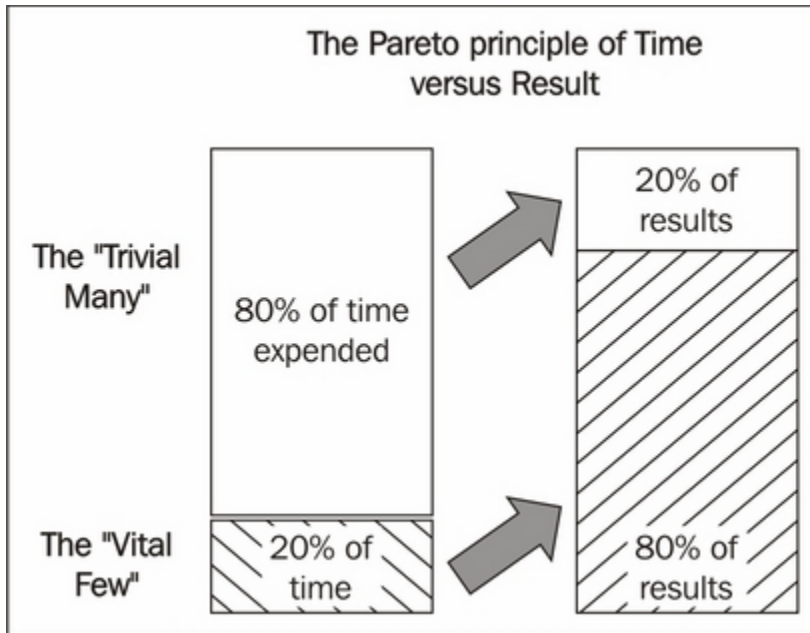 The Pareto principle of Time
versus Result
The "Trivial
Many"
80% of time
expended
20% of
results
The "Vital
Few"
20% of
time
80% of
results